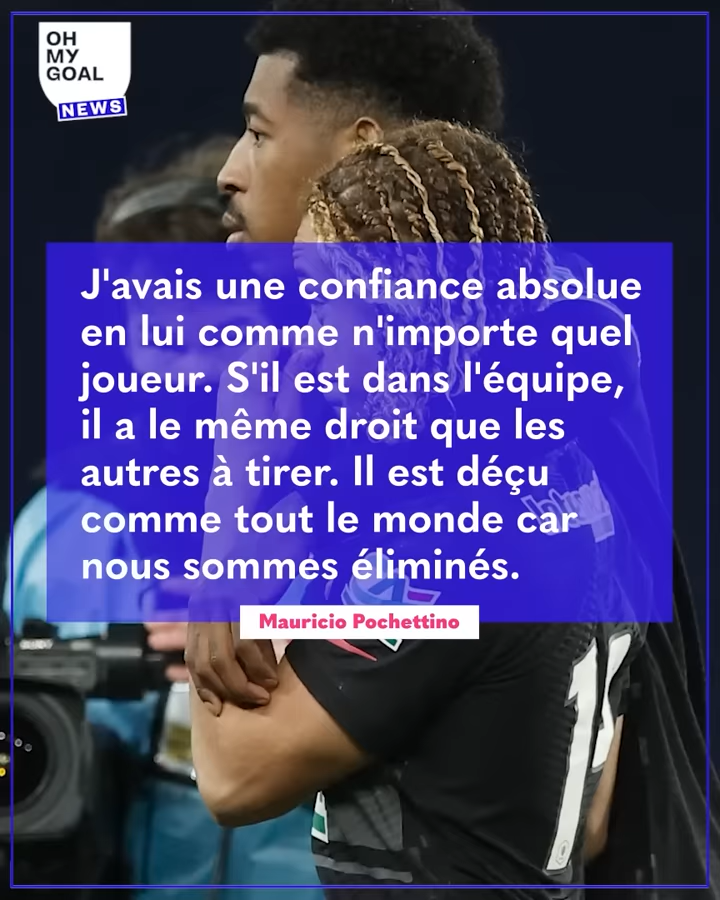 OH
MY
GOAL
NEWS
J'avais une confiance absolue
en lui comme n'importe quel
joueur. S'il est dans l'équipe,
il a le même droit que les
autres à tirer. Il est déçu
comme tout le monde car
nous sommes éliminés.
Mauricio Pochettino